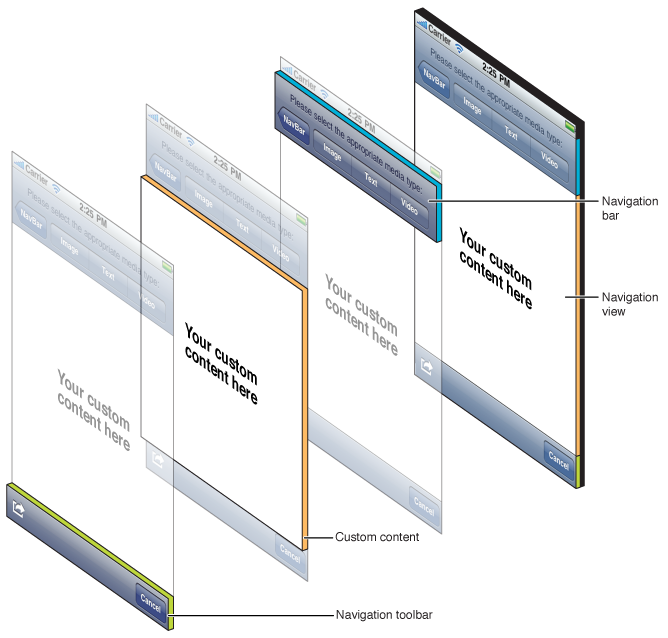 Carrier
2:25 PM
Please select the appropriate media type:
NavBar
Image
Text
Video
Your custom
content here
Cancel
Navigation
bar
Navigation
view
Carrier
2:25 PM
Please select the appropriate media type:
NavBar
Image
Text
Video
Your custom
content here
Cancel
Carrier
2:25 PM
Please select the appropriate media type:
NavBar
Image
Text
Video
Your custom
content here
Cancel
Custom content
Carrier
2:25 PM
Please select the appropriate media type:
NavBar
Image
Text
Video
Your custom
content here
Cancel
Navigation toolbar